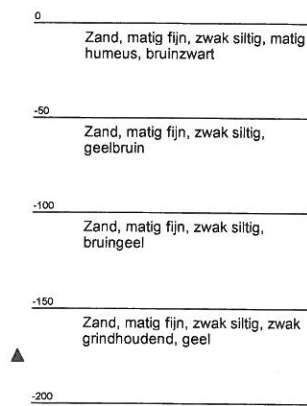 0
Zand, matig fijn, zwak siltig, matig
humeus, bruinzwart
-50
Zand, matig fijn, zwak siltig,
geelbruin
-100
Zand, matig fijn, zwak siltig,
bruingeel
-150
Zand, matig fijn, zwak siltig, zwak
grindhoudend, geel
-200